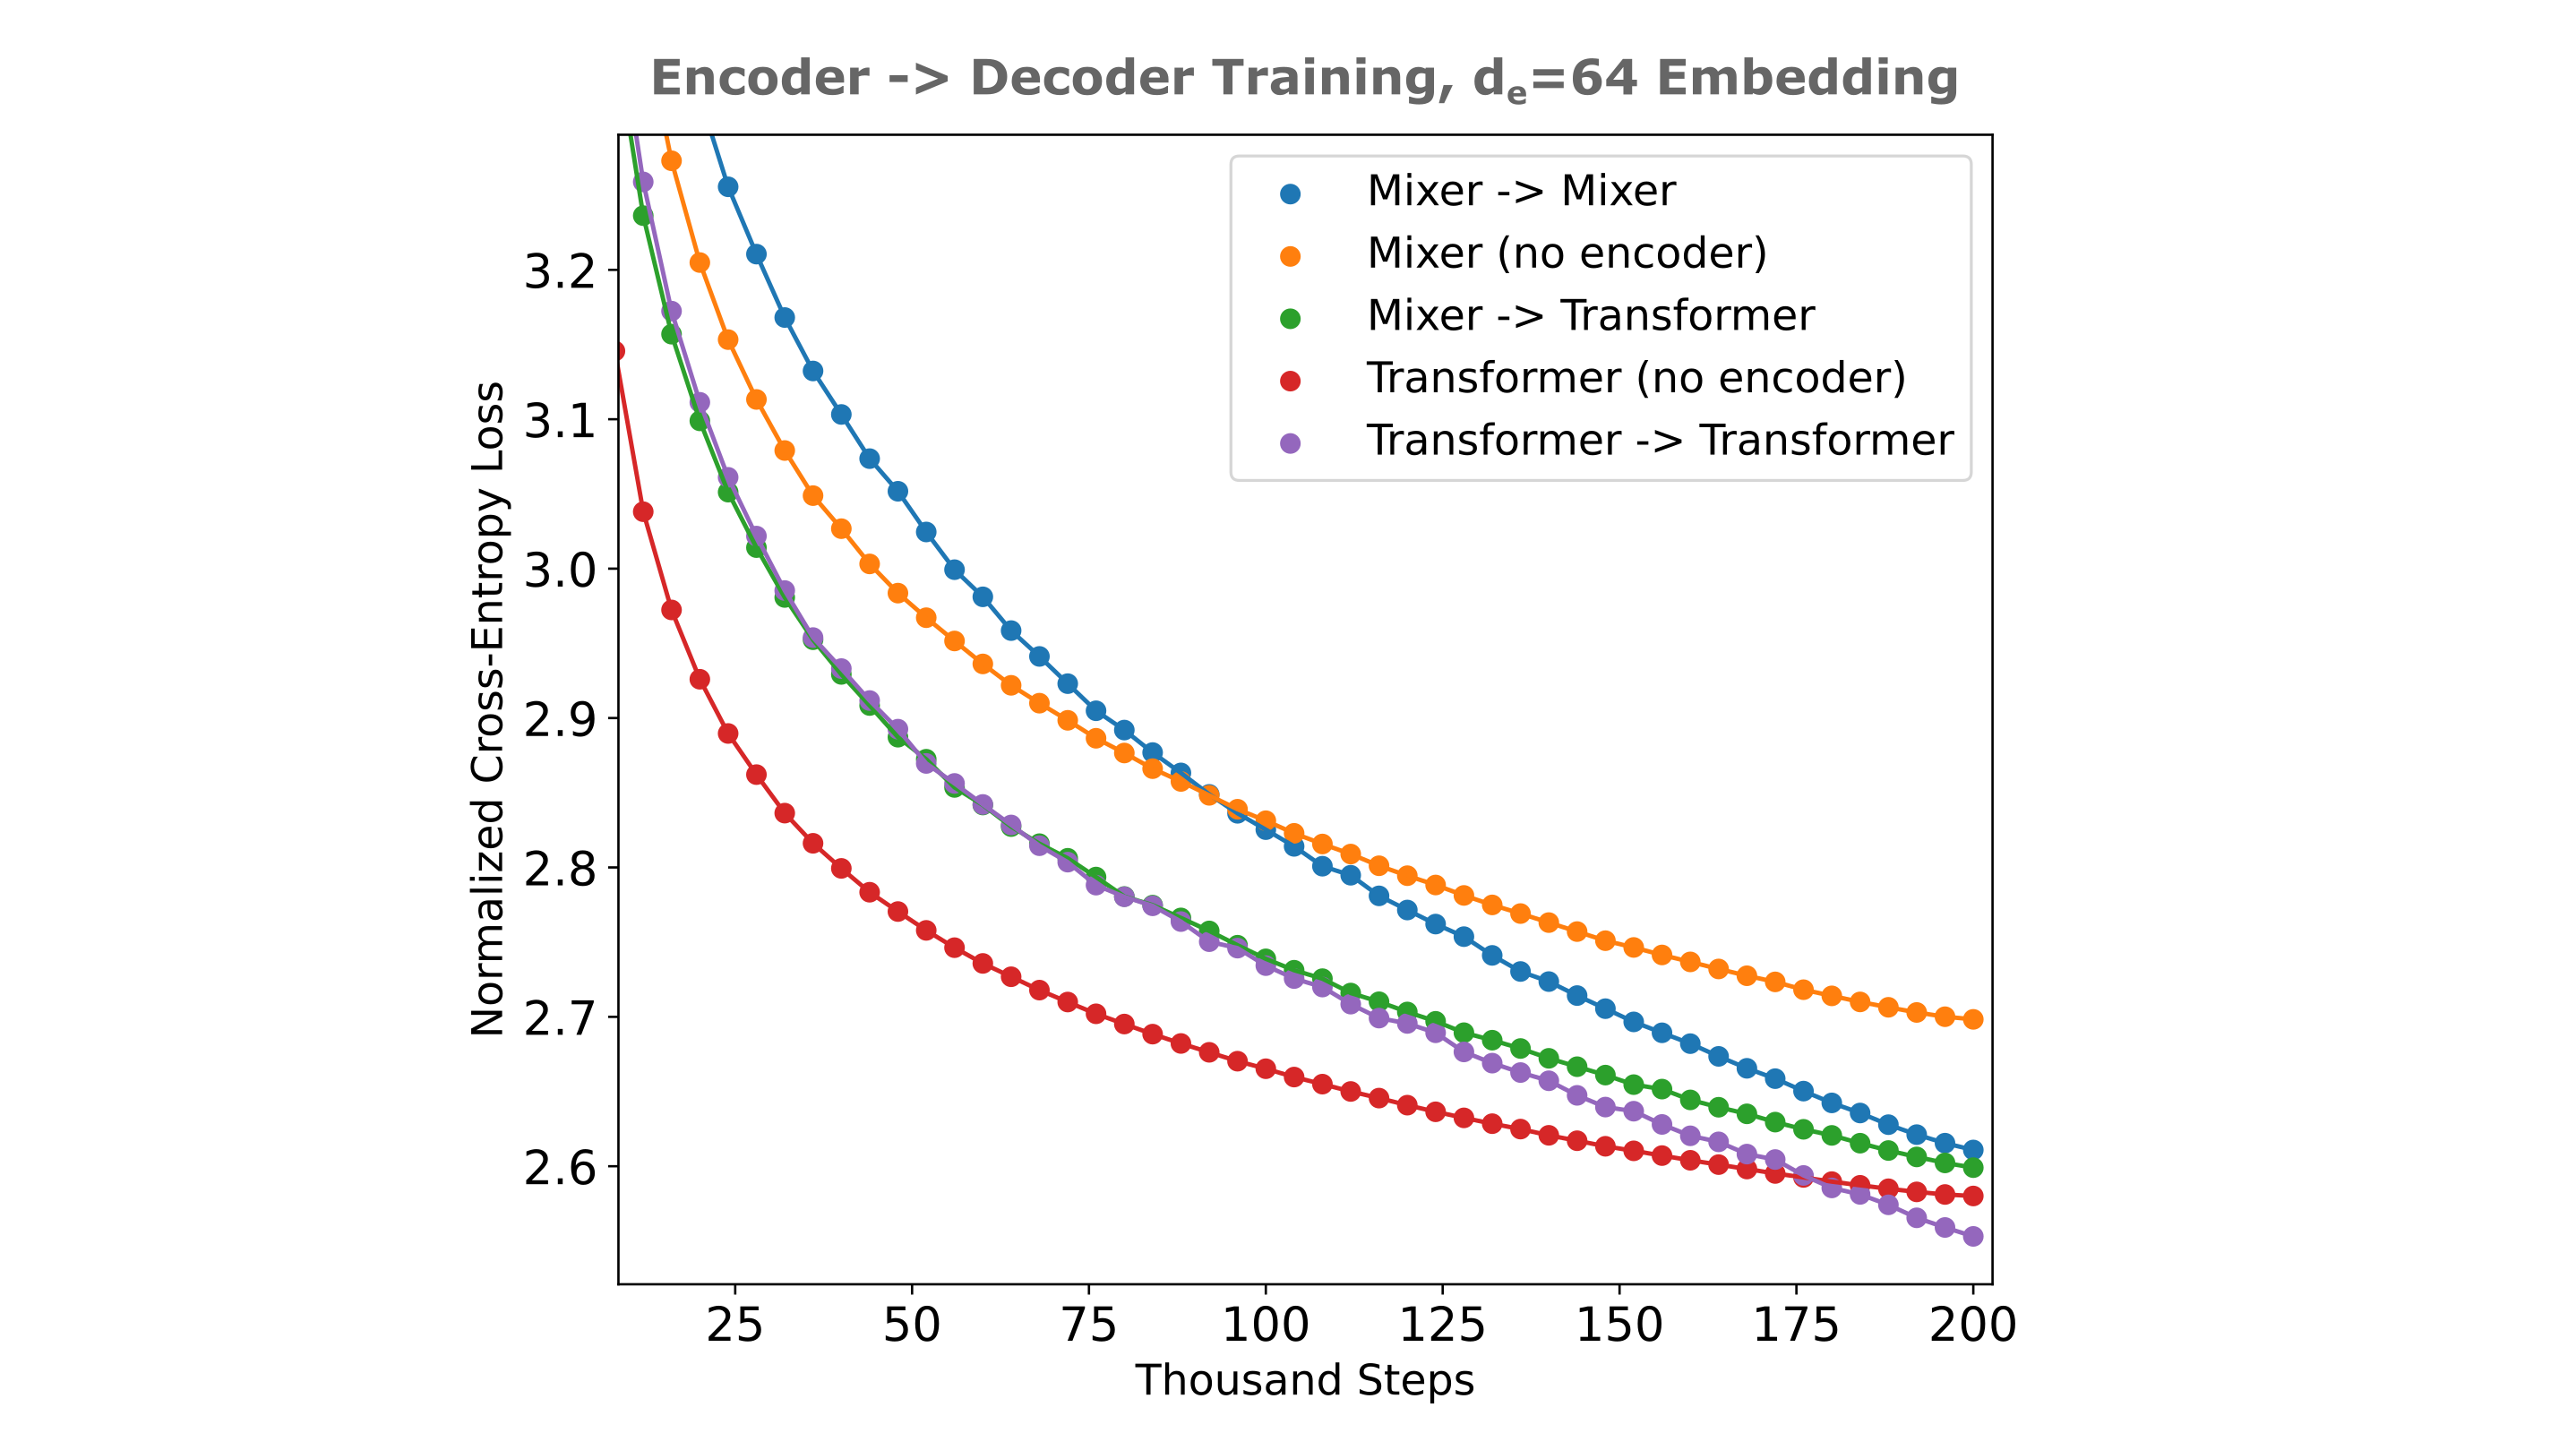 Encoder -> Decoder Training, dₑ=64 Embedding
Mixer -> Mixer
Mixer (no encoder)
Mixer -> Transformer
Transformer (no encoder)
Transformer -> Transformer
Normalized Cross-Entropy Loss
3.2
3.1
3.0
2.9
2.8
2.7
2.6
25 50 75 100 125 150 175 200
Thousand Steps